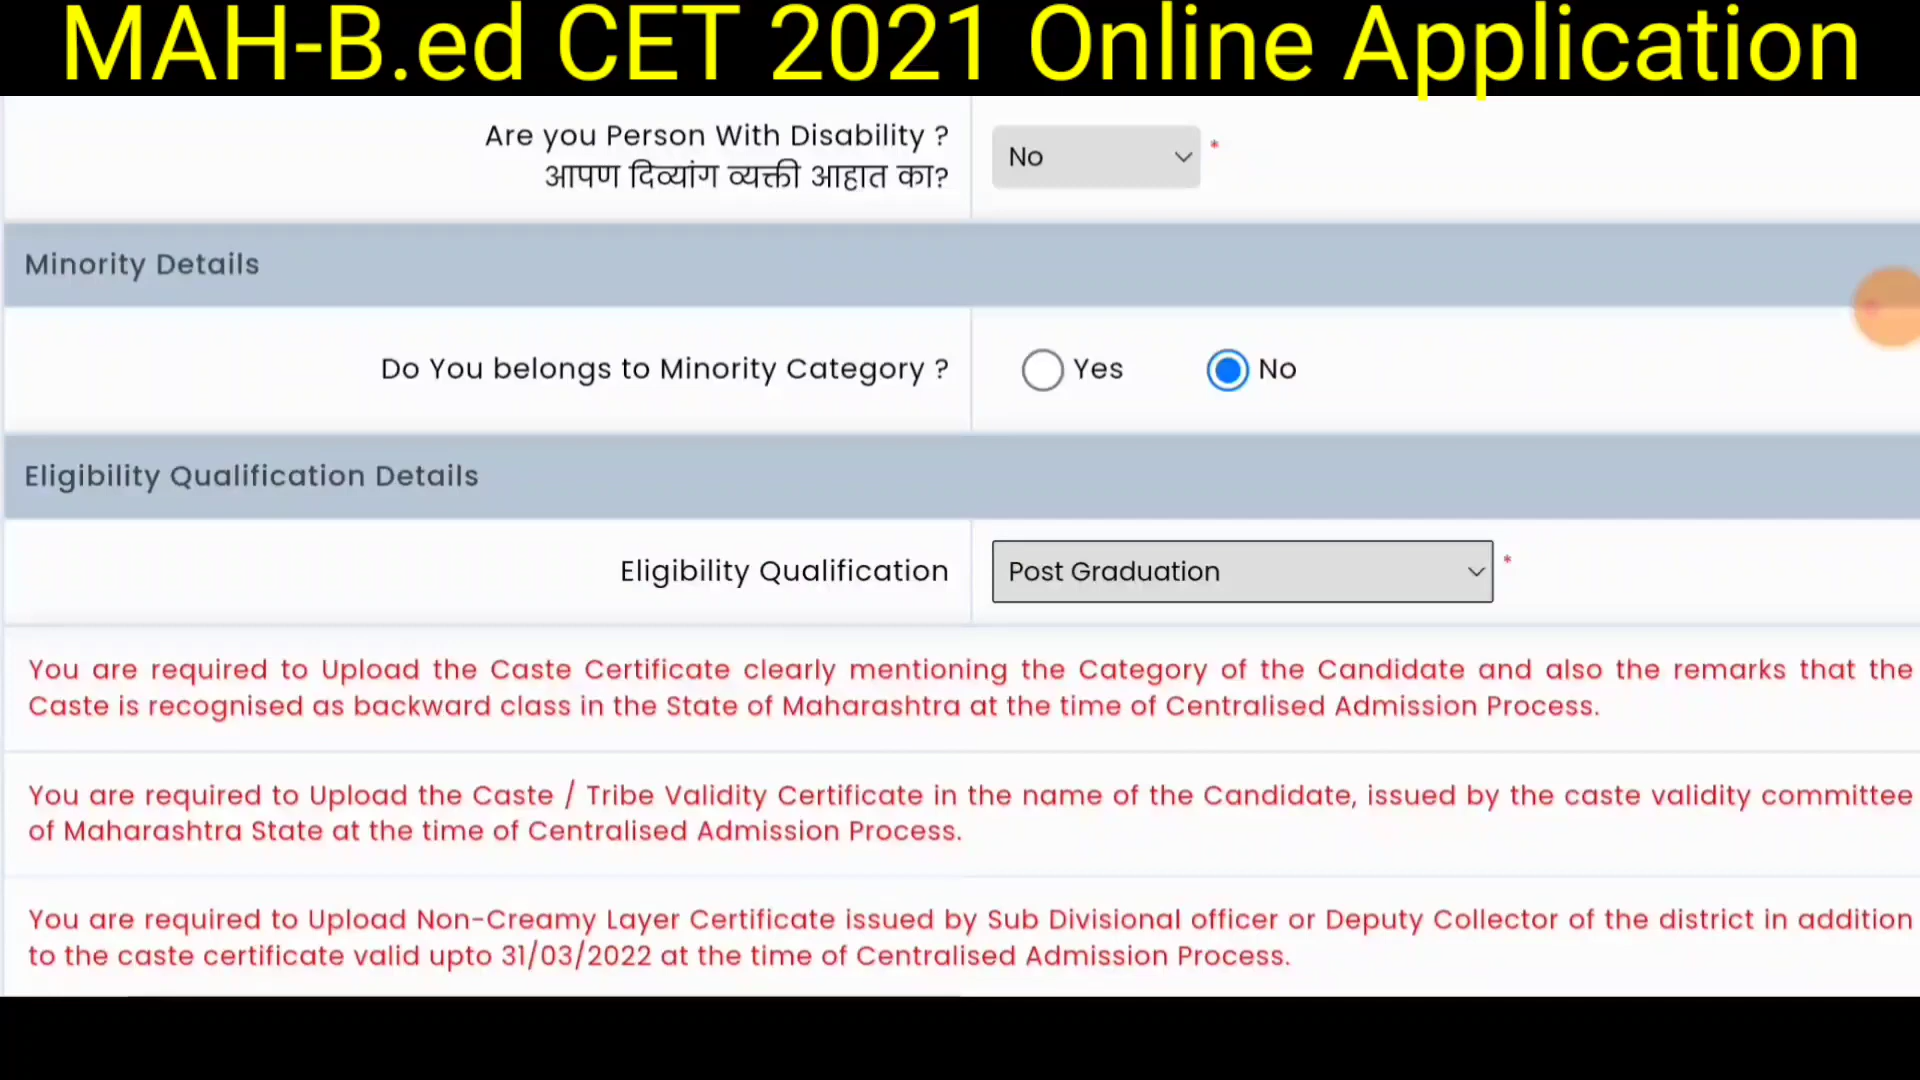 MAH-B.ed CET 2021 Online Application
Are you Person With Disability ?
आपण दिव्यांग व्यक्ती आहात का?
No
*
Minority Details
Do You belongs to Minority Category ?
Yes
No
Eligibility Qualification Details
Eligibility Qualification
Post Graduation
*
You are required to Upload the Caste Certificate clearly mentioning the Category of the Candidate and also the remarks that the
Caste is recognised as backward class in the State of Maharashtra at the time of Centralised Admission Process.
You are required to Upload the Caste / Tribe Validity Certificate in the name of the Candidate, issued by the caste validity committee
of Maharashtra State at the time of Centralised Admission Process.
You are required to Upload Non-Creamy Layer Certificate issued by Sub Divisional officer or Deputy Collector of the district in addition
to the caste certificate valid upto 31/03/2022 at the time of Centralised Admission Process.